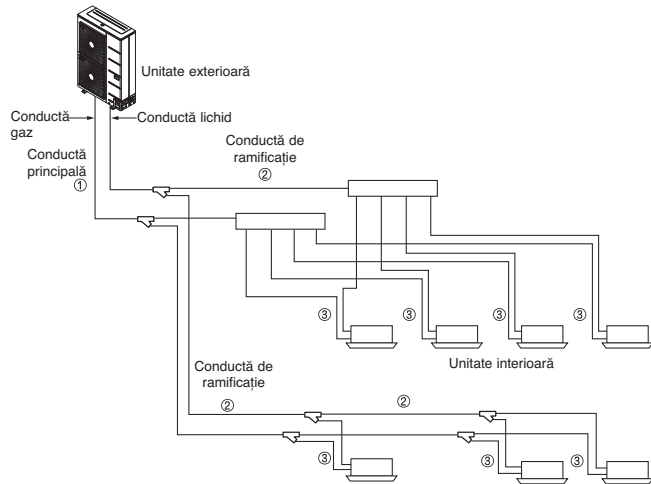 Unitate exterioară
Conductă
gaz
Conductă lichid
Conductă
principală
①
Conductă de
ramificație
②
③
③
③
③
Unitate interioară
Conductă de
ramificație
②
②
③
③
③